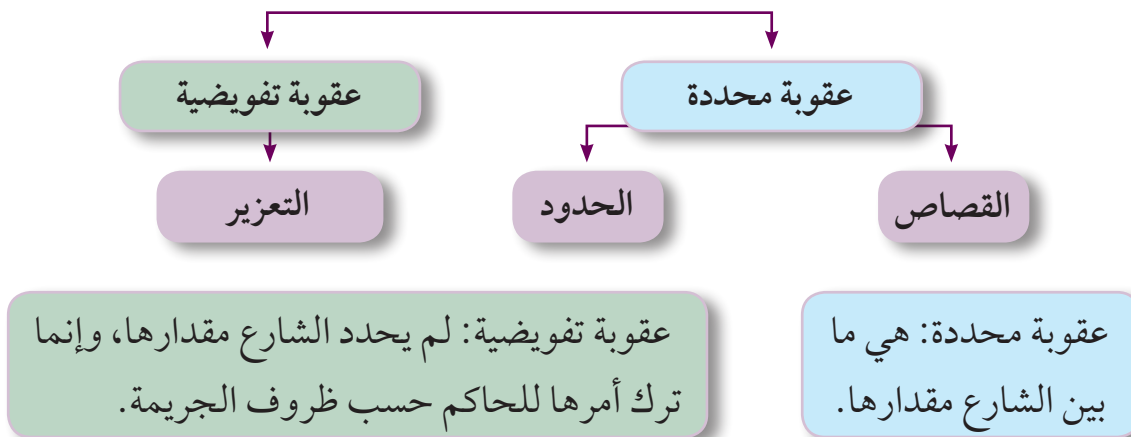 عقوبة محددة
عقوبة تفويضية
القصاص
الحدود
التعزير
عقوبة محددة: هي ما
بين الشارع مقدارها.
عقوبة تفويضية: لم يحدد الشارع مقدارها، وإنما
ترك أمرها للحاكم حسب ظروف الجريمة.